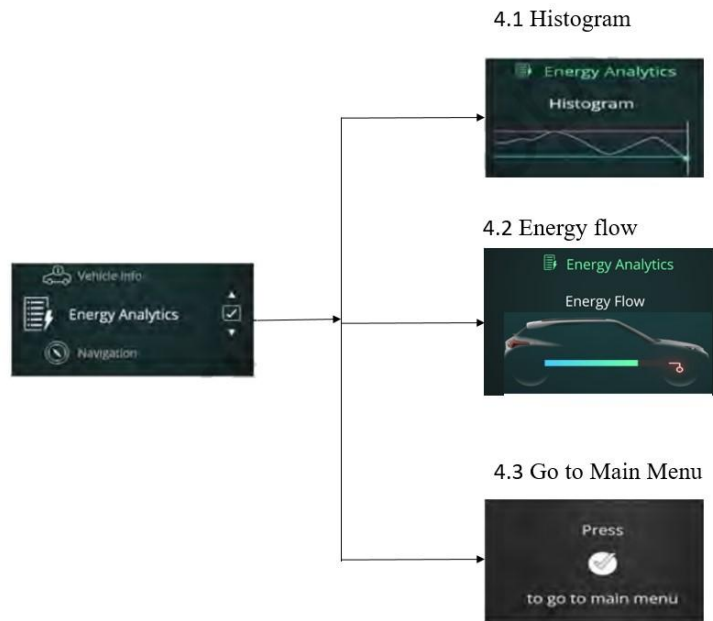 4.1 Histogram
Energy Analytics
Histogram
4.2 Energy flow
Energy Analytics
Energy Flow
Vehicle Info
Energy Analytics
Navigation
4.3 Go to Main Menu
Press
to go to main menu